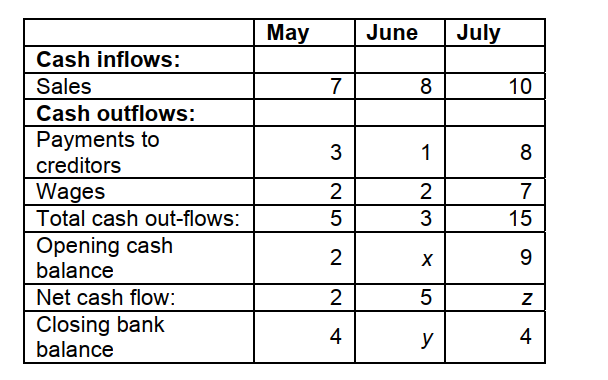 May June July
Cash inflows:
Sales 7 8 10
Cash outflows:
Payments to
creditors 3 1 8
Wages 2 2 7
Total cash out-flows: 5 3 15
Opening cash
balance 2 x 9
Net cash flow: 2 5 z
Closing bank
balance 4 y 4